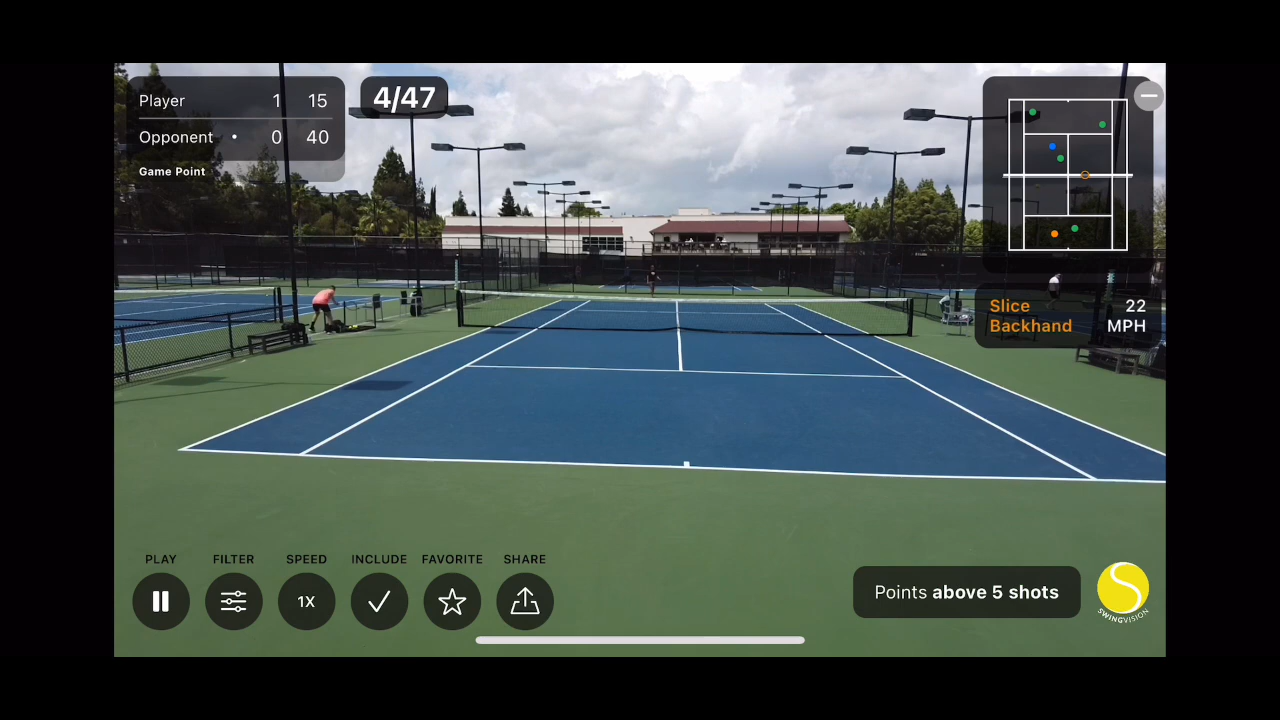 Player 1 15
Opponent • 0 40
Game Point
4/47
Slice Backhand
22 MPH
PLAY FILTER SPEED INCLUDE FAVORITE SHARE
1X
Points above 5 shots
SWINGVISION